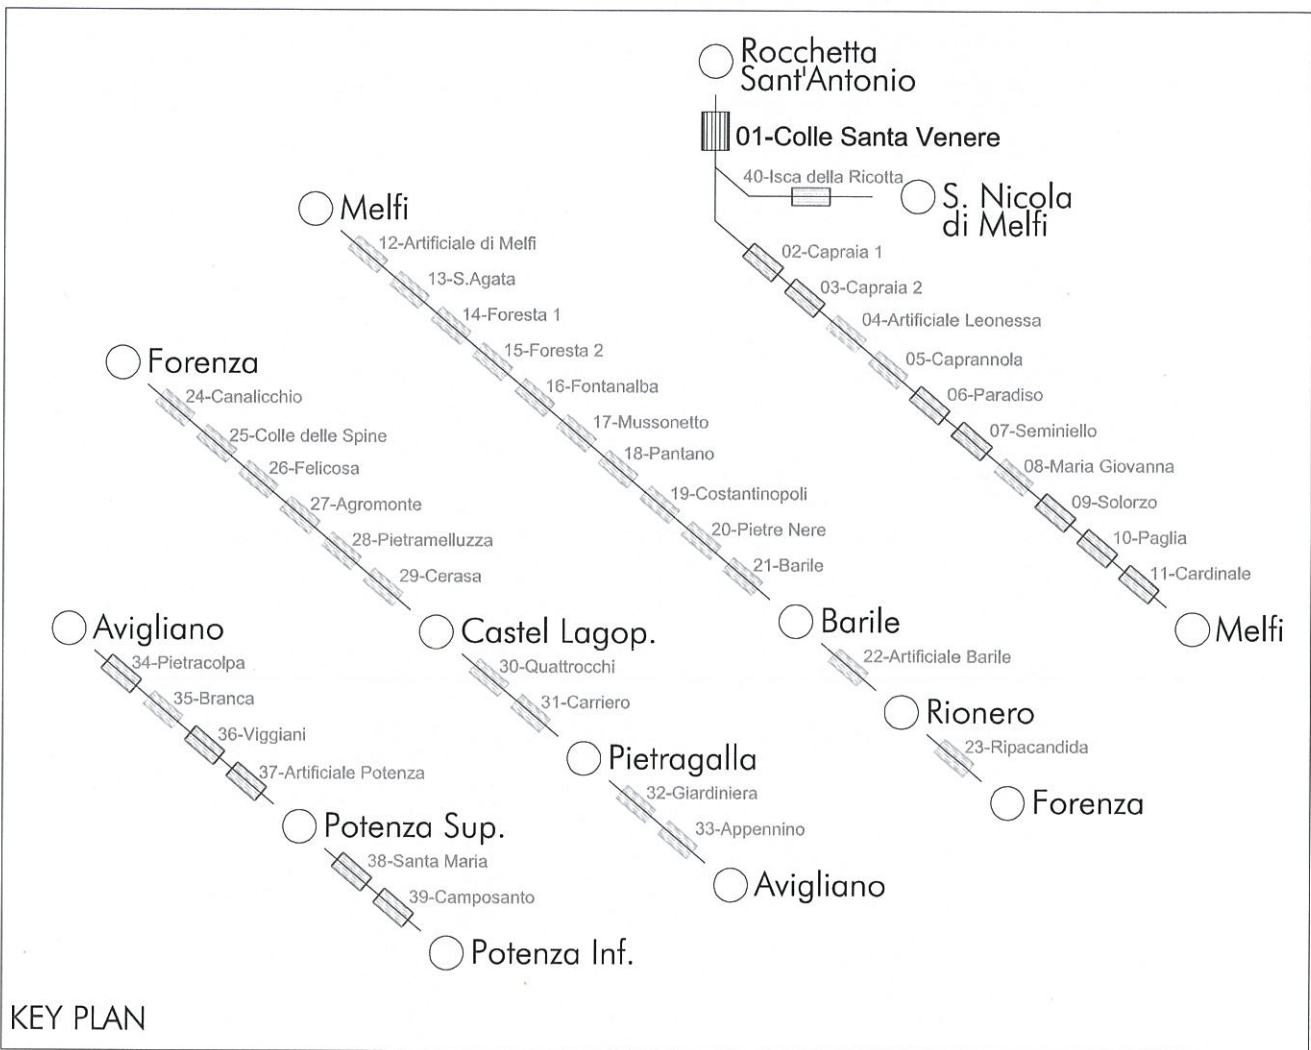 Rocchetta
Sant'Antonio
01-Colle Santa Venere
40-Isca della Ricotta
S. Nicola
di Melfi
02-Capraia 1
03-Capraia 2
04-Artificiale Leonessa
05-Caprannola
06-Paradiso
07-Seminiello
08-Maria Giovanna
09-Solorzo
10-Paglia
11-Cardinale
Melfi
Melfi
12-Artificiale di Melfi
13-S.Agata
14-Foresta 1
15-Foresta 2
16-Fontanalba
17-Mussonetto
18-Pantano
19-Costantinopoli
20-Pietre Nere
21-Barile
Barile
22-Artificiale Barile
Rionero
23-Ripacandida
Forenza
Forenza
24-Canalicchio
25-Colle delle Spine
26-Felicosa
27-Agromonte
28-Pietramelluzza
29-Cerasa
Castel Lagop.
30-Quattrocchi
31-Carriero
Pietragalla
32-Giardiniera
33-Appennino
Avigliano
Avigliano
34-Pietracolpa
35-Branca
36-Viggiani
37-Artificiale Potenza
Potenza Sup.
38-Santa Maria
39-Camposanto
Potenza Inf.
KEY PLAN